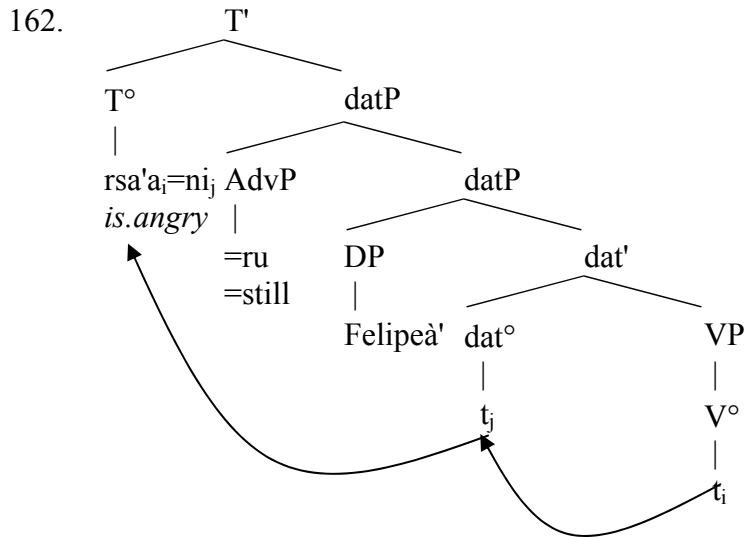 162. T'
T° datP
rsa'aᵢ=niⱼ AdvP datP
is.angry
=ru DP dat'
=still
Felipeà' dat° VP
tⱼ V°
tᵢ